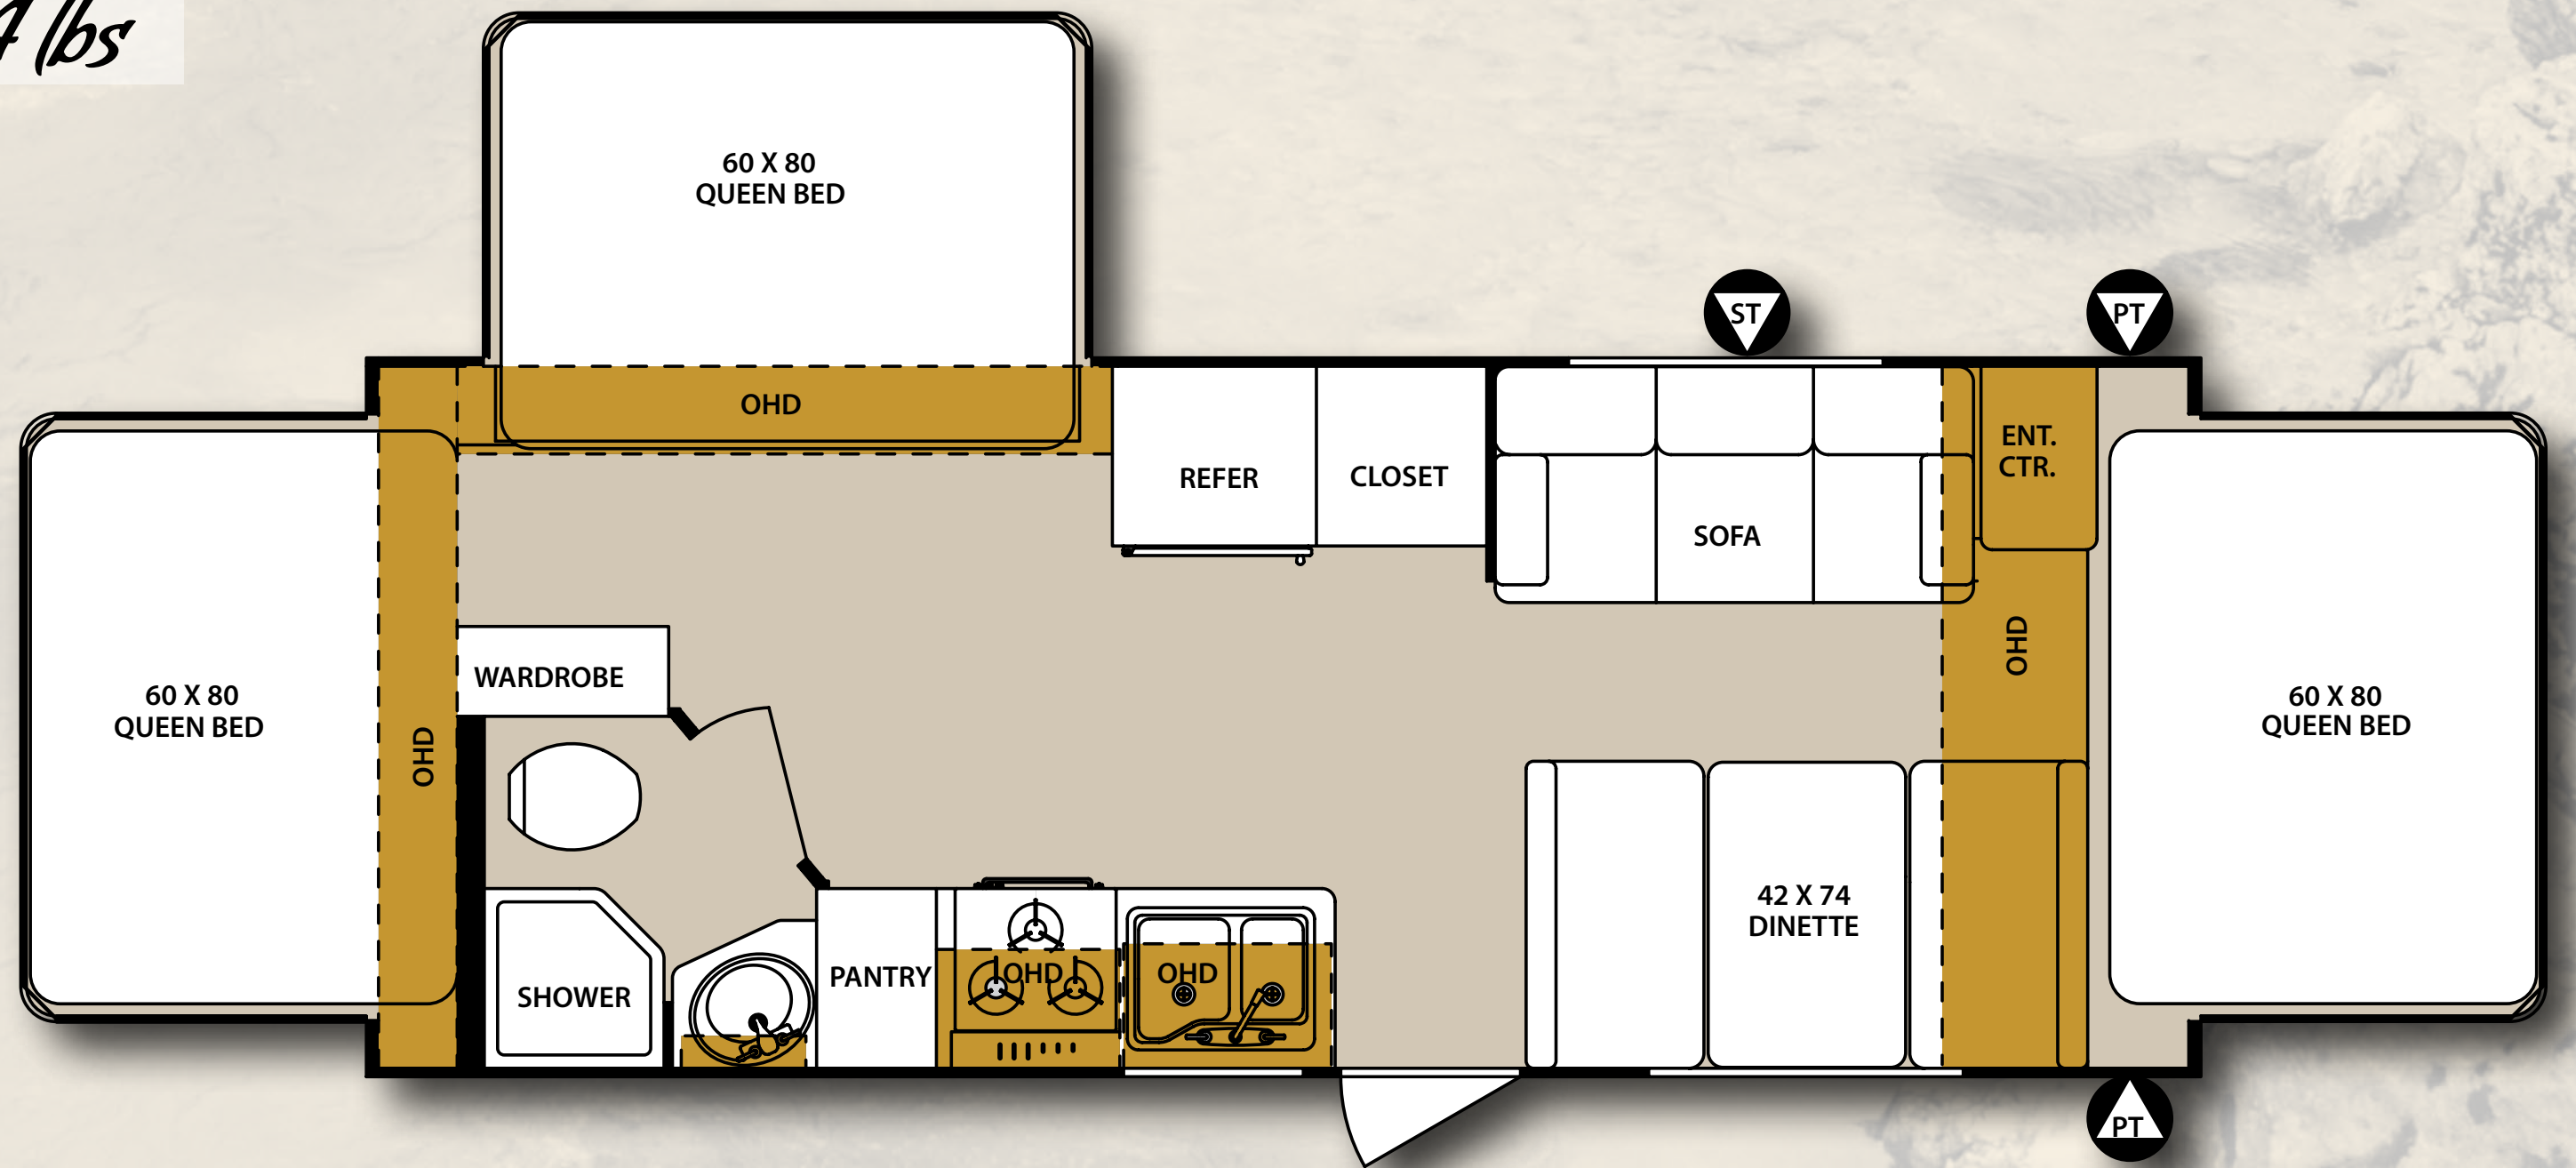 lbs
60 X 80
QUEEN BED
OHD
ST
PT
REFER
CLOSET
SOFA
ENT.
CTR.
OHD
WARDROBE
60 X 80
QUEEN BED
OHD
60 X 80
QUEEN BED
SHOWER
PANTRY
OHD
OHD
42 X 74
DINETTE
PT